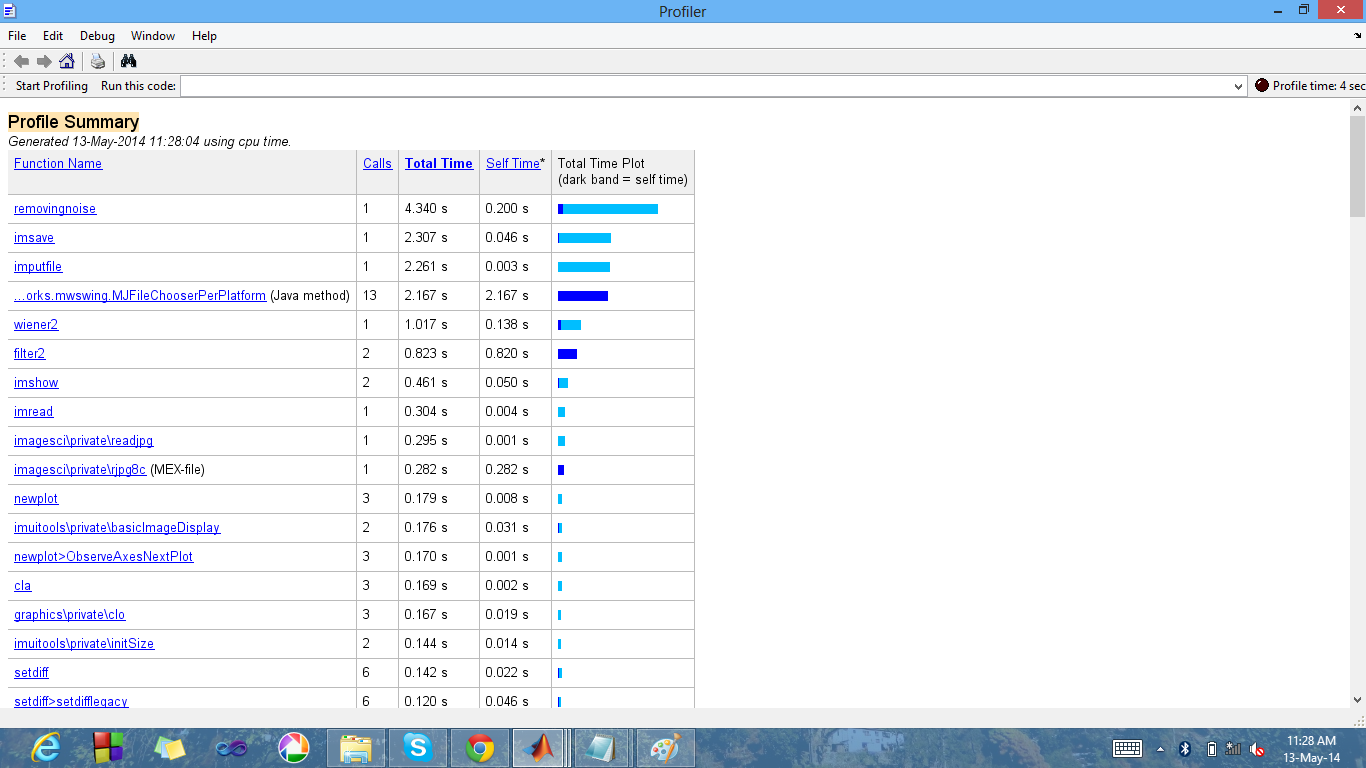 Profiler
File Edit Debug Window Help
Start Profiling Run this code: Profile time: 4 sec
Profile Summary
Generated 13-May-2014 11:28:04 using cpu time.
Function Name Calls Total Time Self Time* Total Time Plot
(dark band = self time)
removingnoise 1 4.340 s 0.200 s
imsave 1 2.307 s 0.046 s
imputfile 1 2.261 s 0.003 s
...orks.mwswing.MJFileChooserPerPlatform (Java method) 13 2.167 s 2.167 s
wiener2 1 1.017 s 0.138 s
filter2 2 0.823 s 0.820 s
imshow 2 0.461 s 0.050 s
imread 1 0.304 s 0.004 s
imagesci\private\readjpg 1 0.295 s 0.001 s
imagesci\private\rjpg8c (MEX-file) 1 0.282 s 0.282 s
newplot 3 0.179 s 0.008 s
imuitools\private\basicImageDisplay 2 0.176 s 0.031 s
newplot>ObserveAxesNextPlot 3 0.170 s 0.001 s
cla 3 0.169 s 0.002 s
graphics\private\clo 3 0.167 s 0.019 s
imuitools\private\initSize 2 0.144 s 0.014 s
setdiff 6 0.142 s 0.022 s
setdiff>setdifflegacy 6 0.120 s 0.046 s
11:28 AM
13-May-14